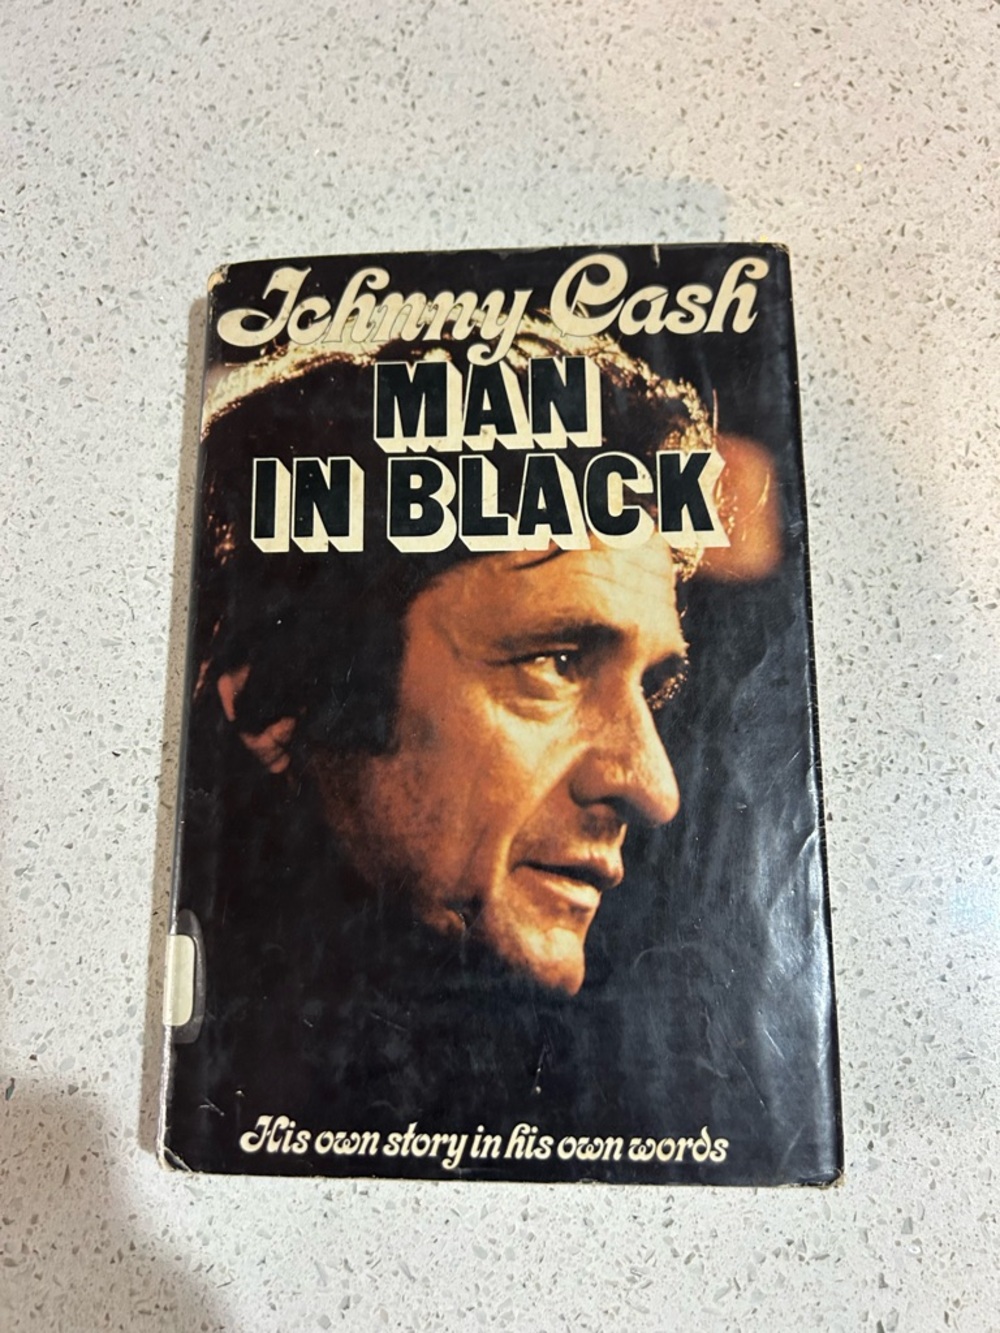 Johnny Cash
MAN
IN BLACK
His own story in his own words